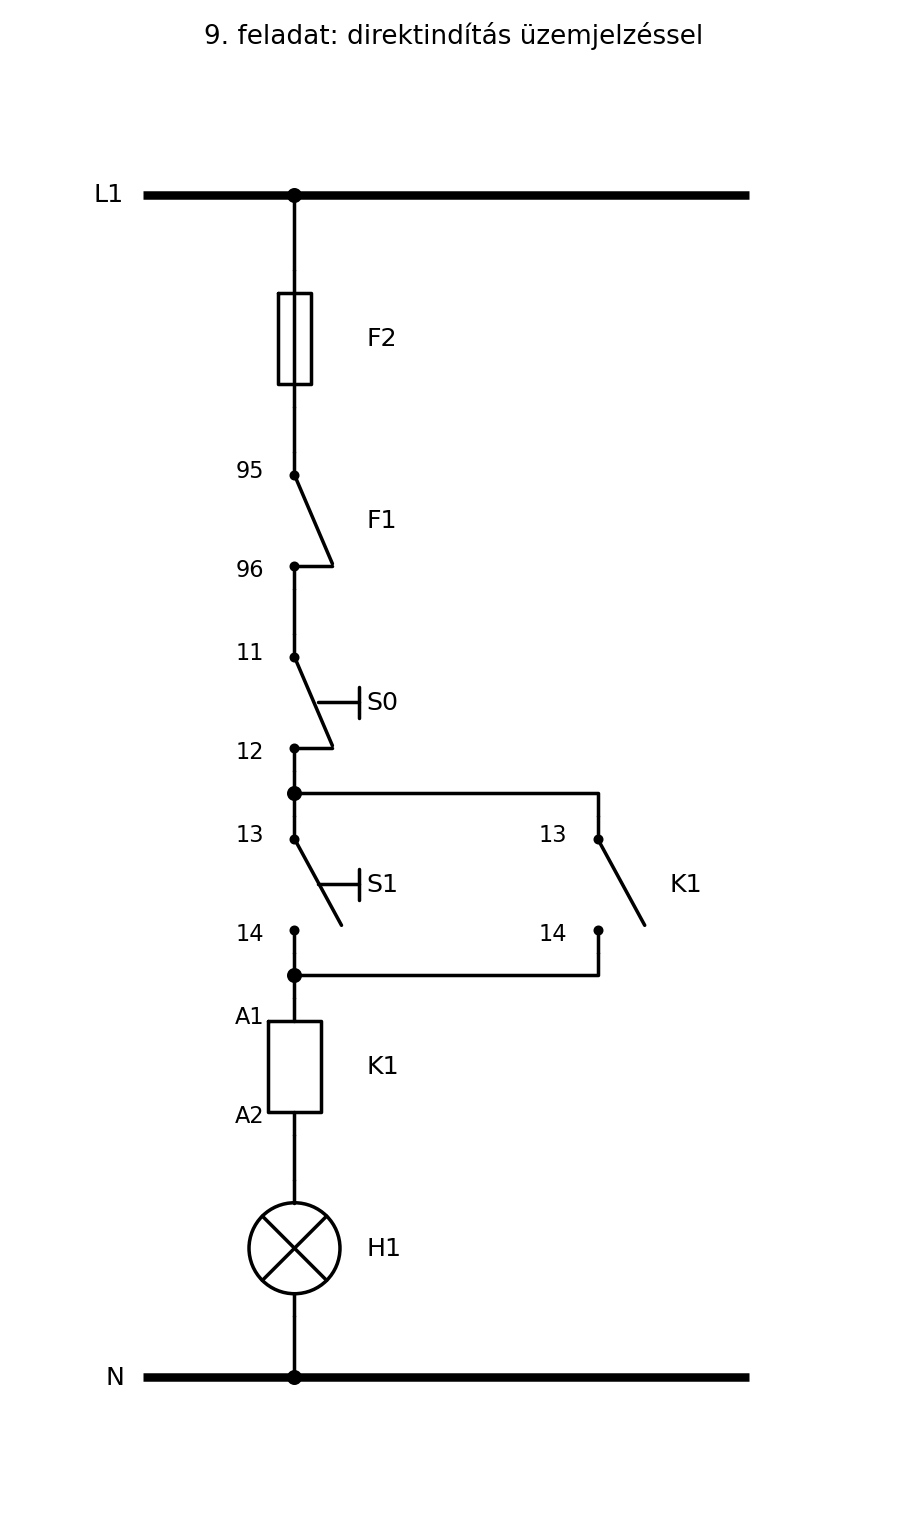 9. feladat: direktindítás üzemjelzéssel
L1
F2
95
F1
96
11
S0
12
13
13
S1
K1
14
14
A1
K1
A2
H1
N